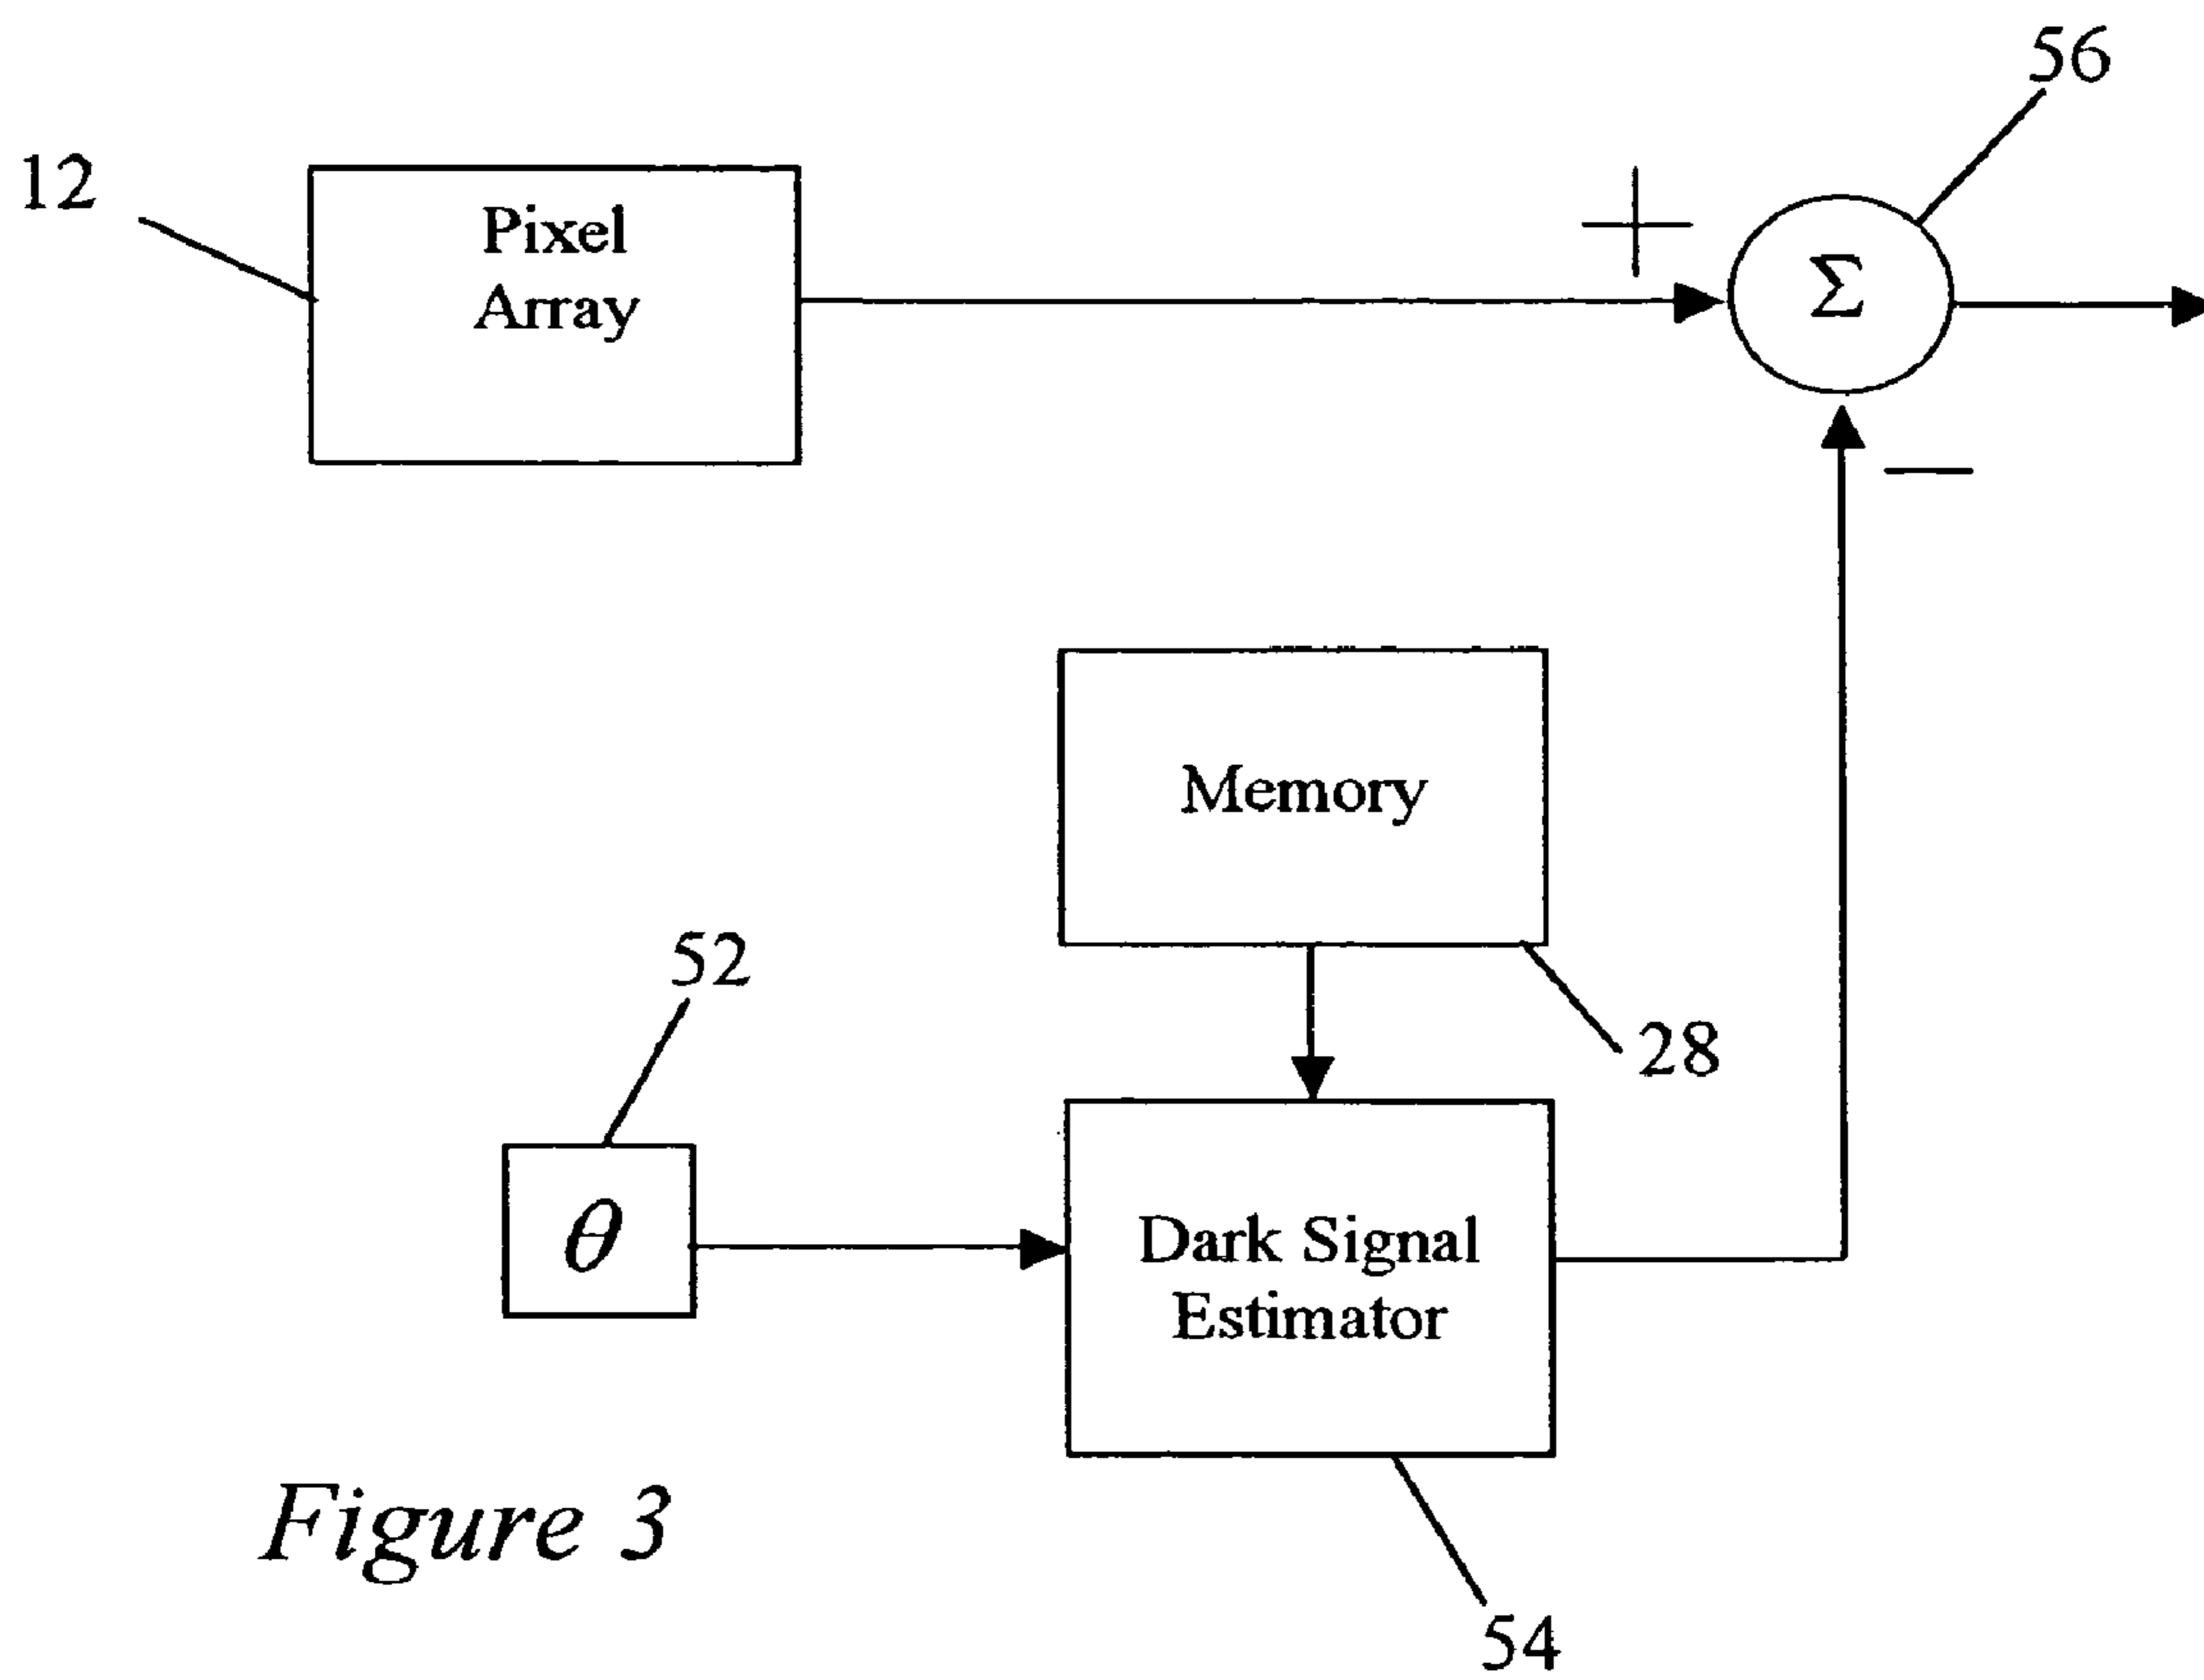 56
12
Pixel
Array
+
Σ
—
Memory
52
28
θ
Dark Signal
Estimator
Figure 3
54